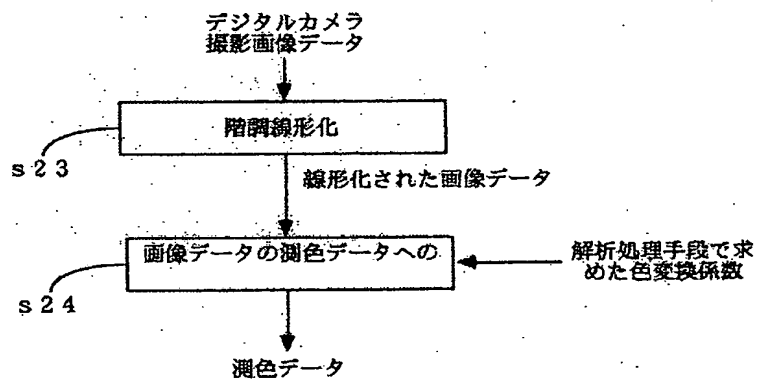 デジタルカメラ
撮影画像データ
階調線形化
s23
線形化された画像データ
画像データの測色データへの
解析処理手段で求
めた色変換係数
s24
測色データ